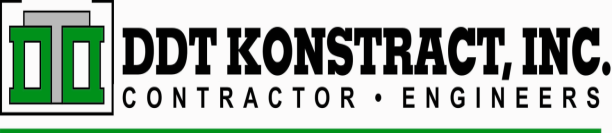 DDT KONSTRACT, INC.
CONTRACTOR • ENGINEERS